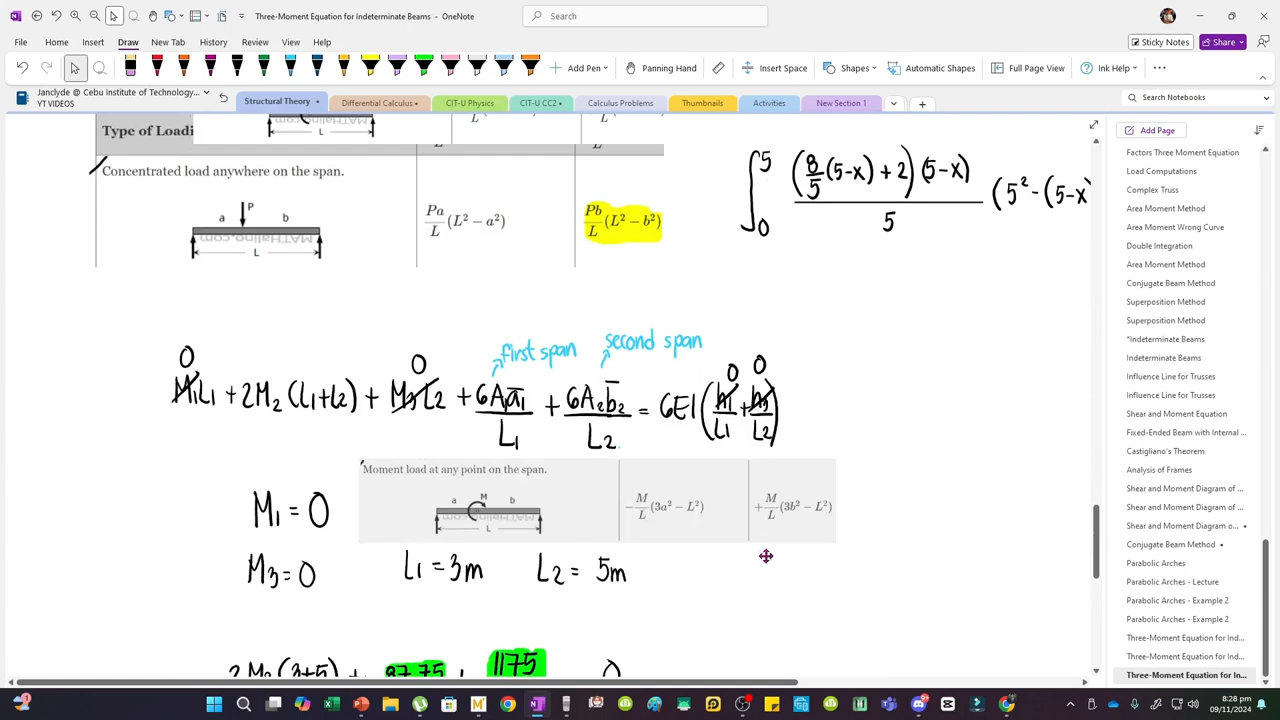 Three-Moment Equation for Indeterminate Beams - OneNote
Search
File Home Insert Draw New Tab History Review View Help
Sticky Notes
Share
Add Pen
Panning Hand
Insert Space
Shapes
Automatic Shapes
Full Page View
Ink Help
Janclyde @ Cebu Institute of Technology...
YT VIDEOS
Structural Theory
Differential Calculus
CIT-U Physics
CIT-U CC2
Calculus Problems
Thumbnails
Activities
New Section 1
Search Notebooks
Add Page
Type of Loadi
L
L
L
Concentrated load anywhere on the span.
a P b
MATHalino.com
L
Pa/L (L² − a²)
Pb/L (L² − b²)
∫₀⁵ (8/5 (5-x) + 2)(5-x) / 5 (5² - (5-x
first span
second span
0 0 0 0
M₁L₁ + 2M₂ (L1+L2) + M₃L2 + 6A₁a̅₁/L₁ + 6A₂b̅₂/L₂ = 6EI (h₁/L₁ + h₃/L₂)
Moment load at any point on the span.
a M b
L
−M/L (3a² − L²)
+M/L (3b² − L²)
M₁ = 0
M₃ = 0
L₁ = 3m
L₂ = 5m
2M₂ (3+5) + 37.75 + 1175 0
Factors Three Moment Equation
Load Computations
Complex Truss
Area Moment Method
Area Moment Wrong Curve
Double Integration
Area Moment Method
Conjugate Beam Method
Superposition Method
Superposition Method
*Indeterminate Beams
Indeterminate Beams
Influence Line for Trusses
Influence Line for Trusses
Shear and Moment Equation
Fixed-Ended Beam with Internal ...
Castigliano's Theorem
Analysis of Frames
Shear and Moment Diagram of ...
Shear and Moment Diagram of ...
Shear and Moment Diagram o...
Conjugate Beam Method
Parabolic Arches
Parabolic Arches - Lecture
Parabolic Arches - Example 2
Parabolic Arches - Example 2
Three-Moment Equation for Ind...
Three-Moment Equation for Ind...
Three-Moment Equation for In...
8:28 pm
09/13/2024